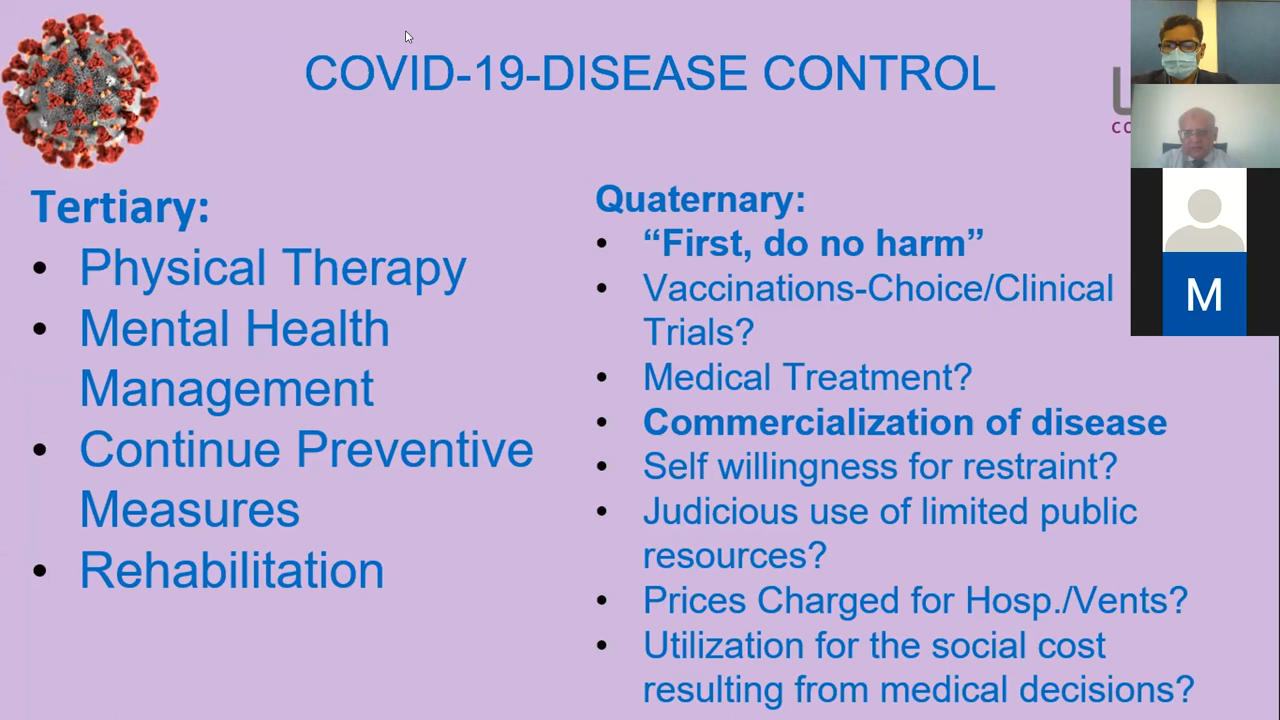 COVID-19-DISEASE CONTROL
Tertiary:
• Physical Therapy
• Mental Health
Management
• Continue Preventive
Measures
• Rehabilitation
Quaternary:
• “First, do no harm”
• Vaccinations-Choice/Clinical
Trials?
• Medical Treatment?
• Commercialization of disease
• Self willingness for restraint?
• Judicious use of limited public
resources?
• Prices Charged for Hosp./Vents?
• Utilization for the social cost
resulting from medical decisions?
M